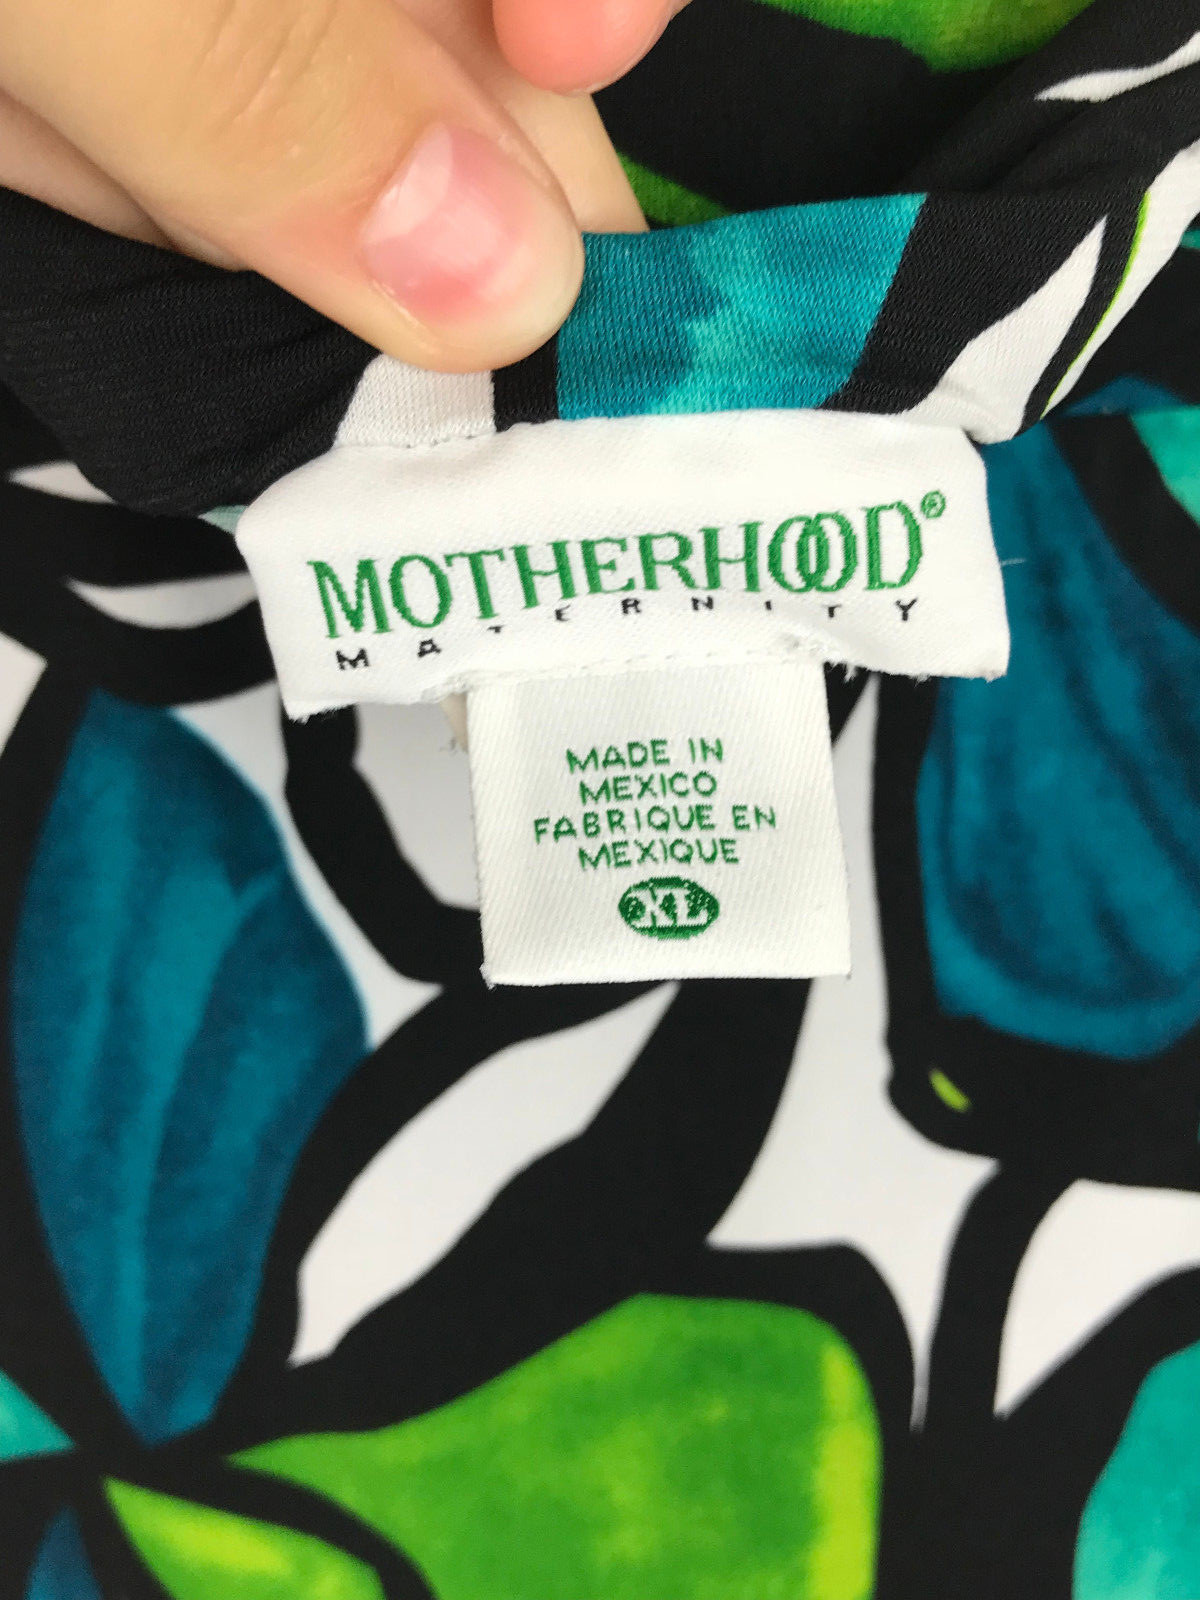 MOTHERHOOD®
MATERNITY
MADE IN
MEXICO
FABRIQUE EN
MEXIQUE
XL